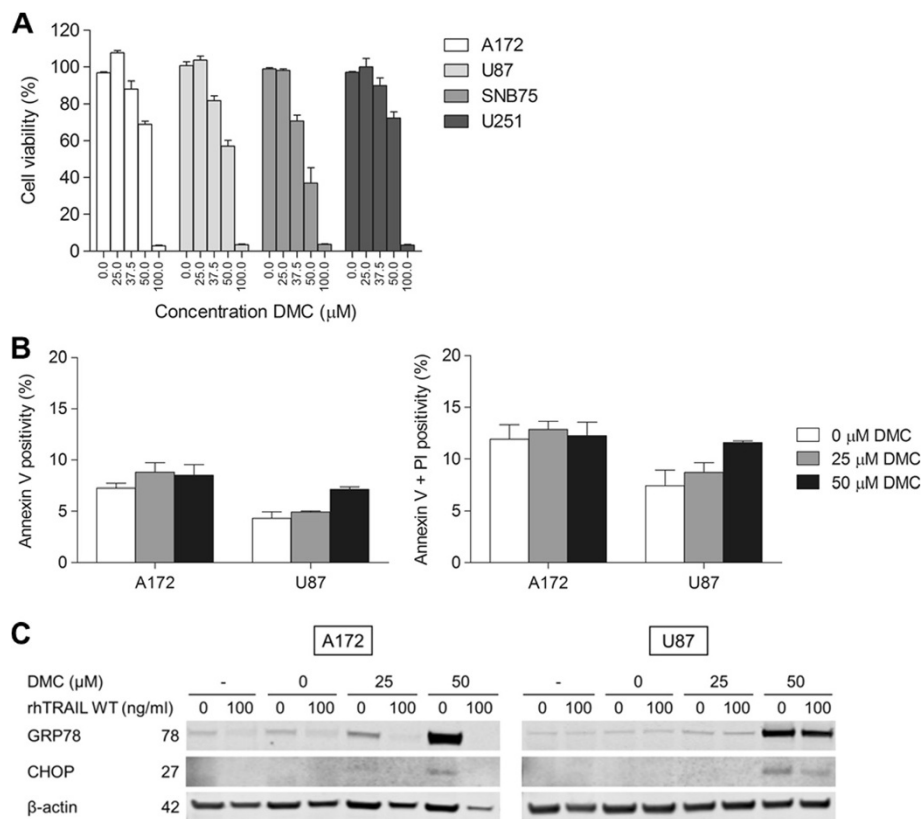 A
120
100
80
60
40
20
0
Cell viability (%)
A172
U87
SNB75
U251
0.0 25.0 37.5 50.0 100.0 0.0 25.0 37.5 50.0 100.0 0.0 25.0 37.5 50.0 100.0 0.0 25.0 37.5 50.0 100.0
Concentration DMC (μM)
B
20
15
10
5
0
Annexin V positivity (%)
A172 U87
20
15
10
5
0
Annexin V + PI positivity (%)
A172 U87
0 μM DMC
25 μM DMC
50 μM DMC
C
A172 U87
DMC (μM) - 0 25 50 - 0 25 50
rhTRAIL WT (ng/ml) 0 100 0 100 0 100 0 100 0 100 0 100 0 100 0 100
GRP78 78
CHOP 27
β-actin 42